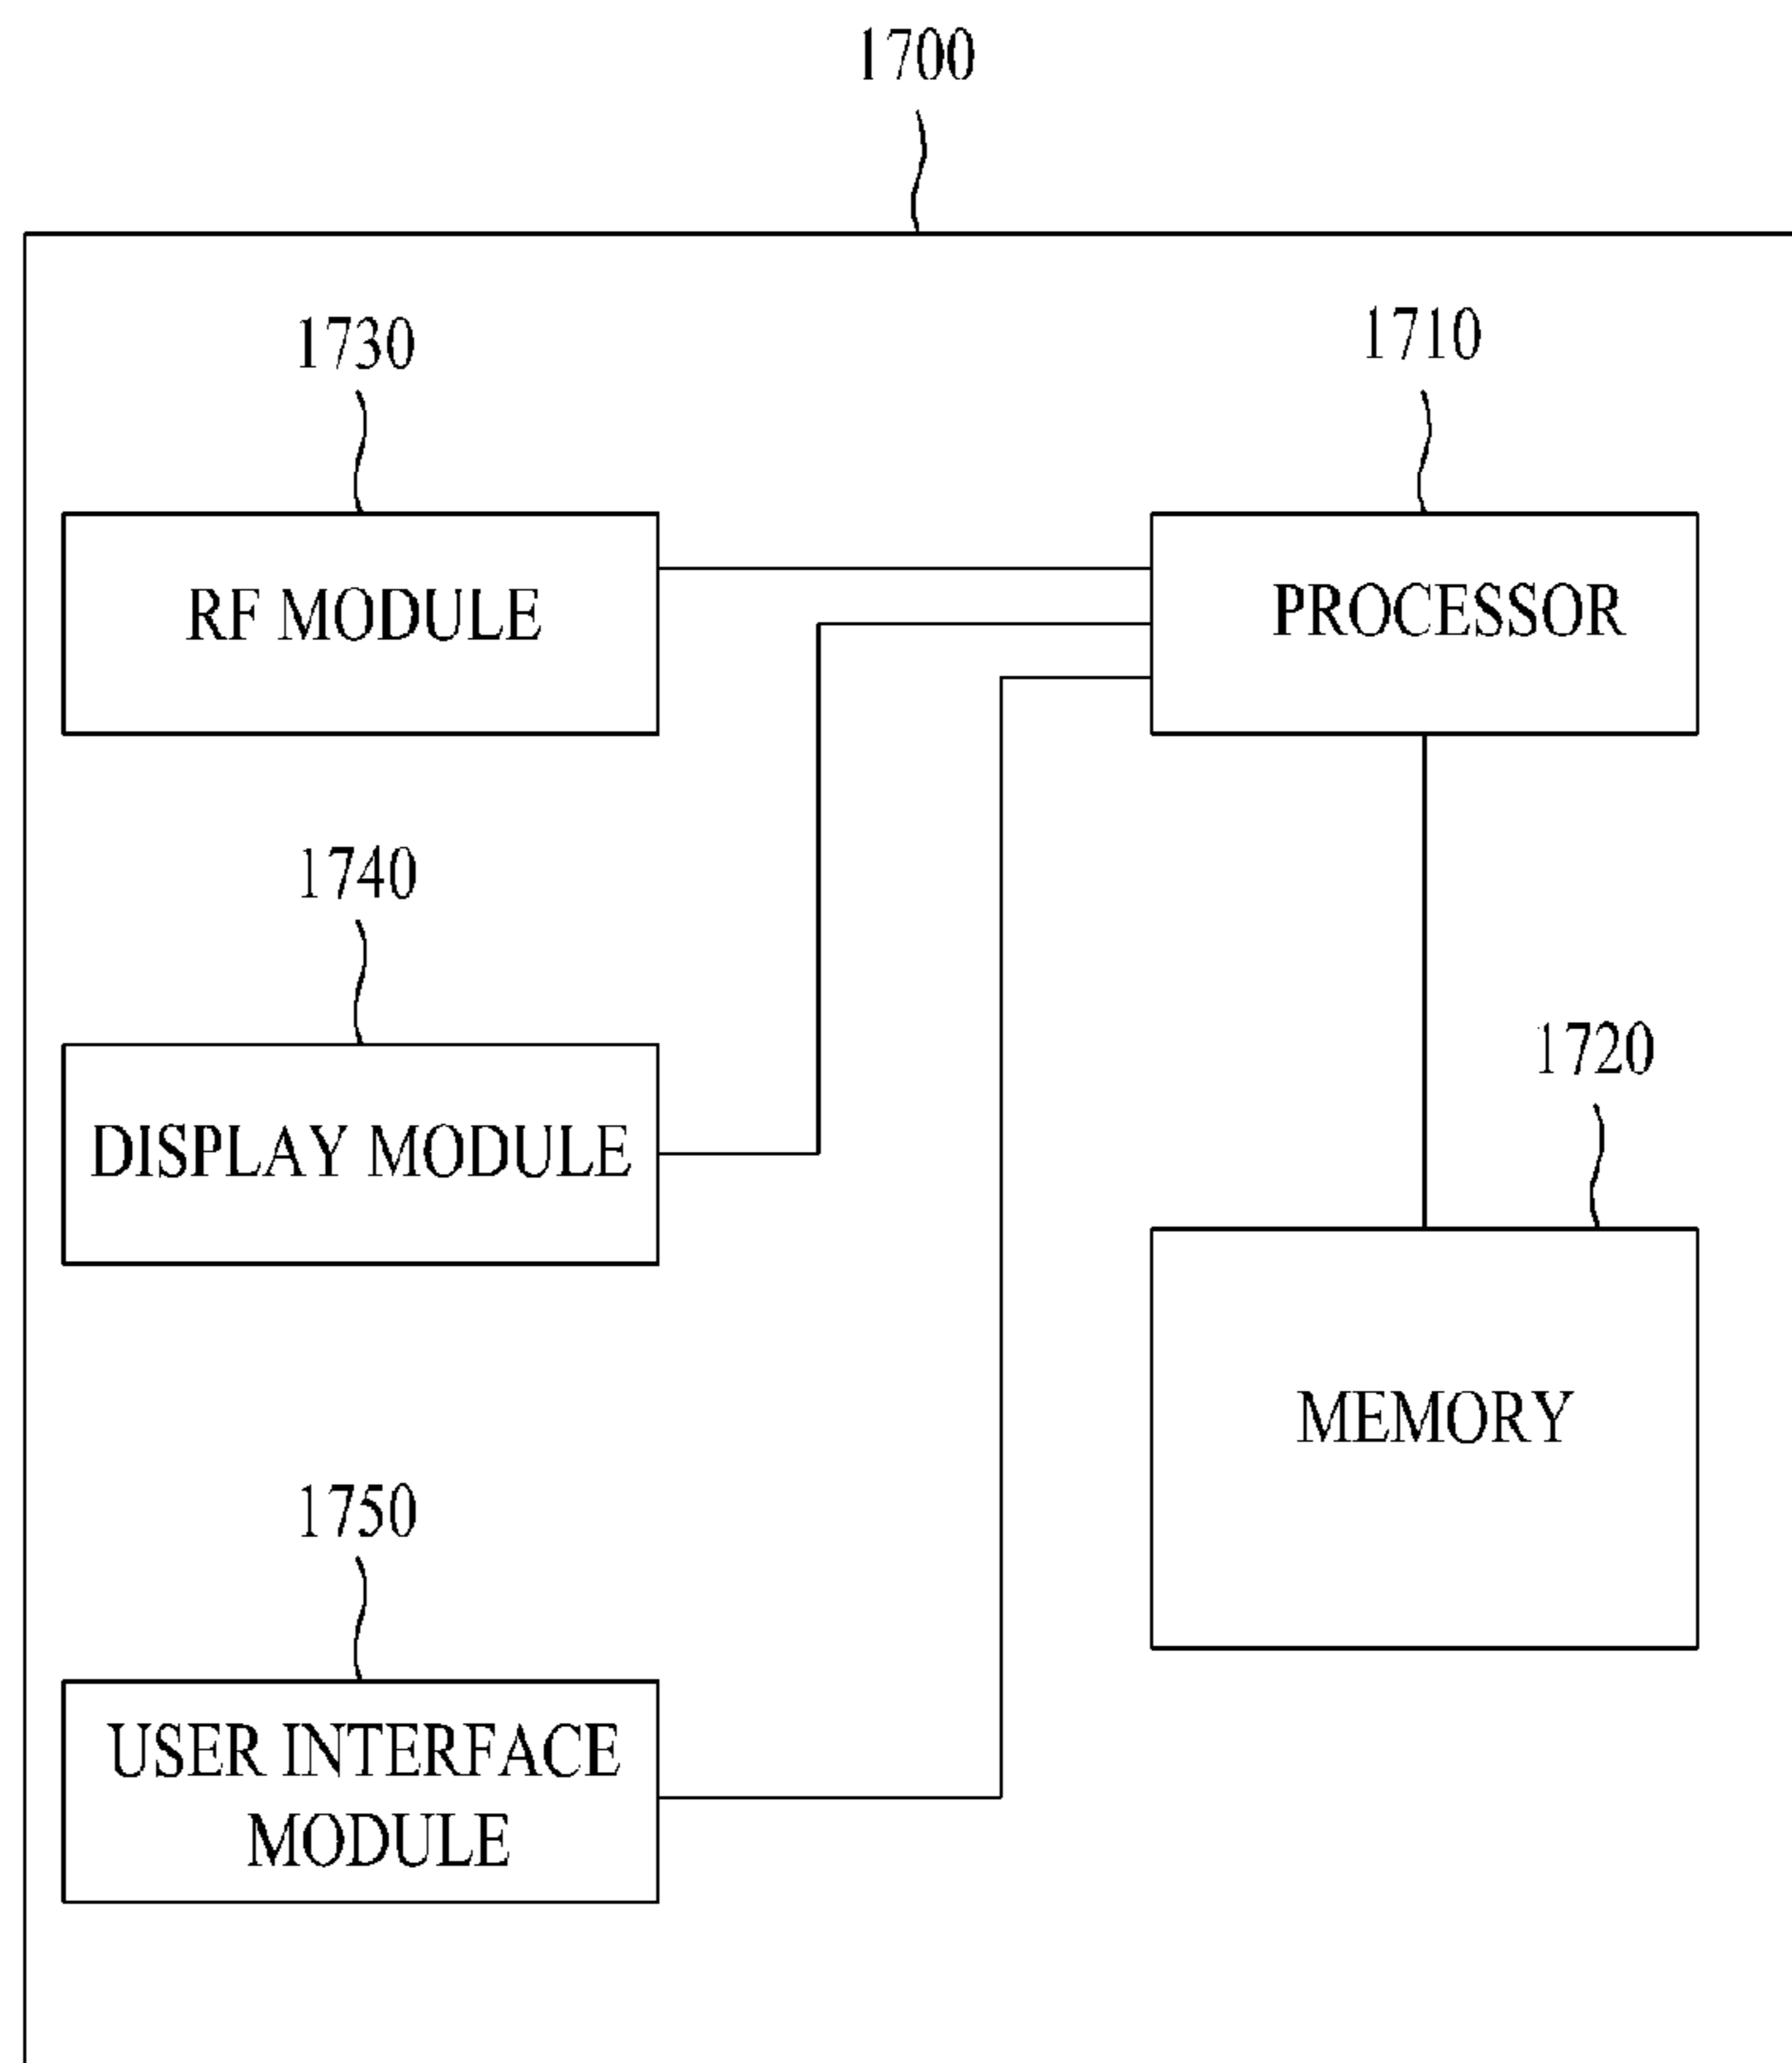 1700
1730
1710
RF MODULE
PROCESSOR
1740
1720
DISPLAY MODULE
MEMORY
1750
USER INTERFACE
MODULE